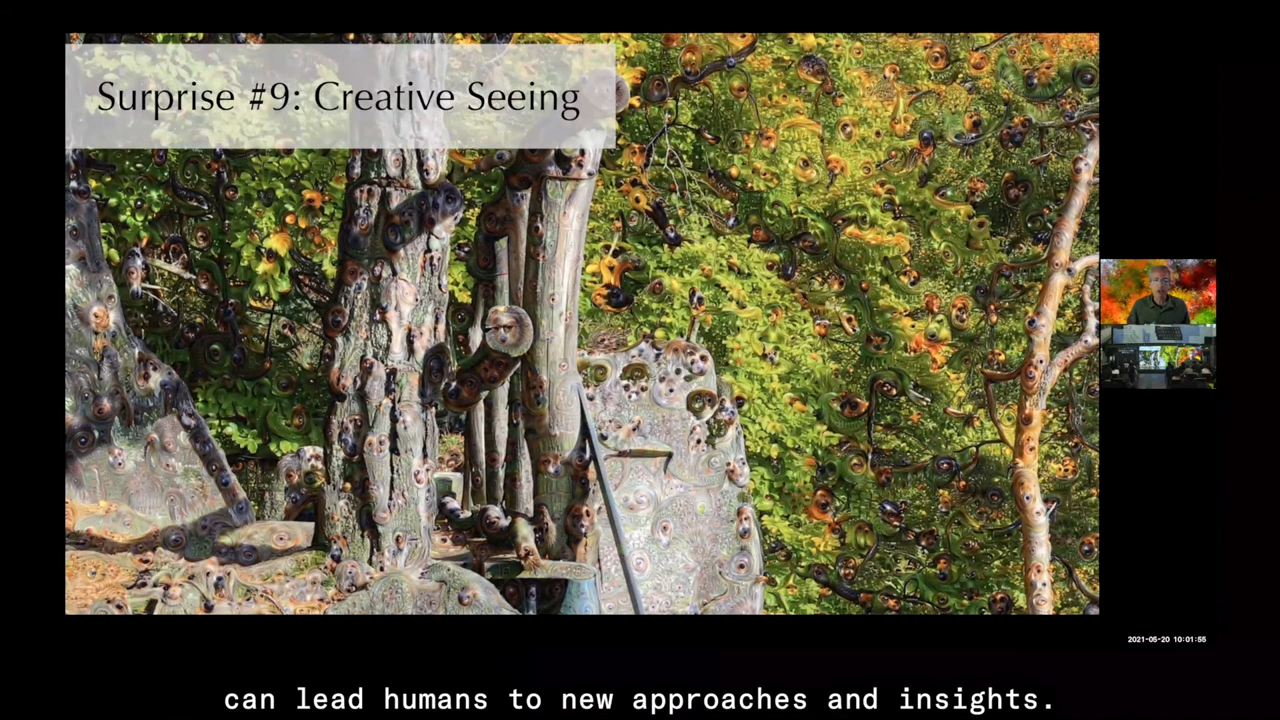 Surprise #9: Creative Seeing
2021-05-20 10:01:55
can lead humans to new approaches and insights.